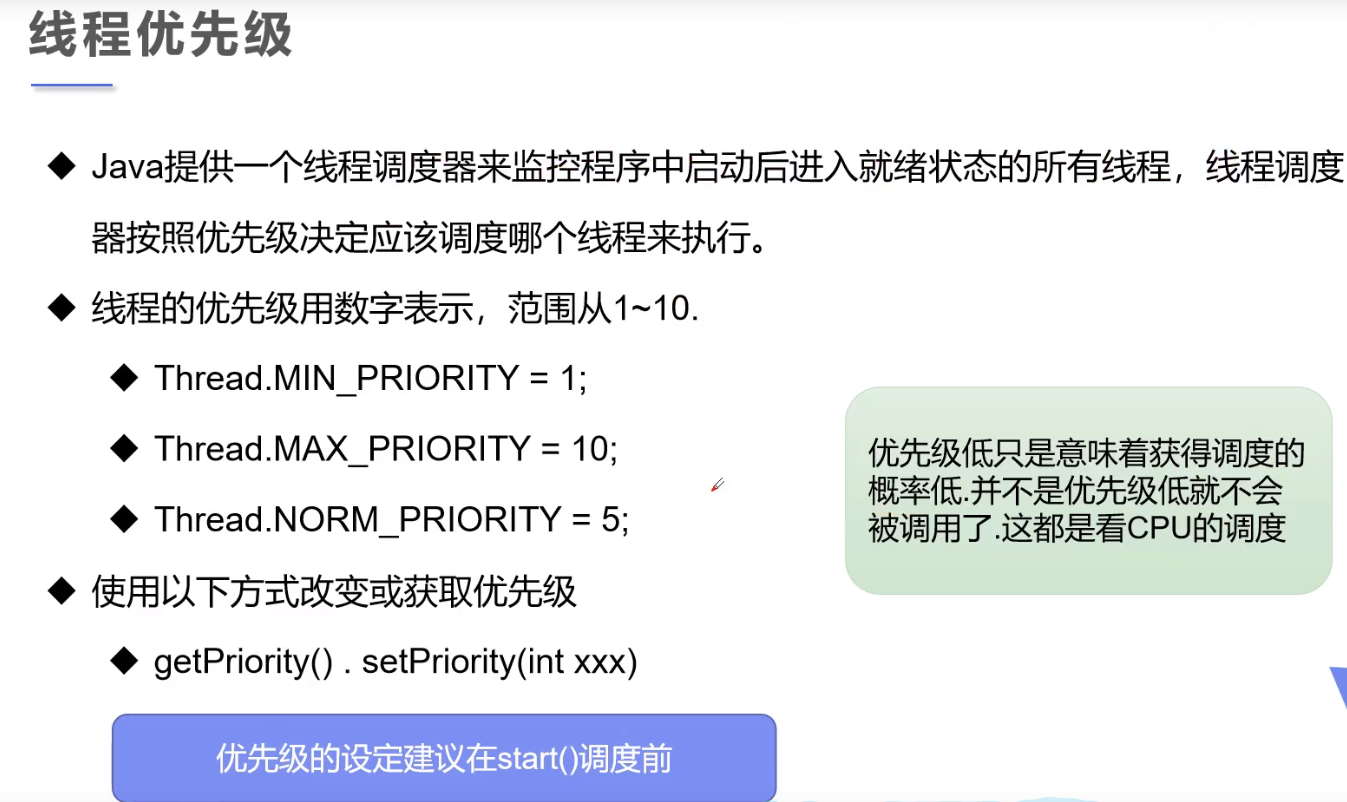 线程优先级
Java提供一个线程调度器来监控程序中启动后进入就绪状态的所有线程，线程调度
器按照优先级决定应该调度哪个线程来执行。
线程的优先级用数字表示，范围从1~10.
Thread.MIN_PRIORITY = 1;
Thread.MAX_PRIORITY = 10;
Thread.NORM_PRIORITY = 5;
优先级低只是意味着获得调度的
概率低.并不是优先级低就不会
被调用了.这都是看CPU的调度
使用以下方式改变或获取优先级
getPriority() . setPriority(int xxx)
优先级的设定建议在start()调度前